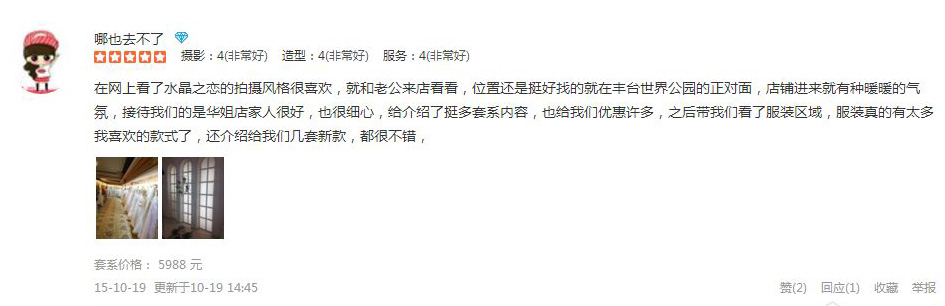 哪也去不了
摄影：4(非常好) 造型：4(非常好) 服务：4(非常好)
在网上看了水晶之恋的拍摄风格很喜欢，就和老公来店看看，位置还是挺好找的就在丰台世界公园的正对面，店铺进来就有种暖暖的气
氛，接待我们的是华姐店家人很好，也很细心，给介绍了挺多套系内容，也给我们优惠许多，之后带我们看了服装区域，服装真的有太多
我喜欢的款式了，还介绍给我们几套新款，都很不错，
套系价格： 5988 元
15-10-19 更新于10-19 14:45 赞(2) 回应(1) 收藏 举报